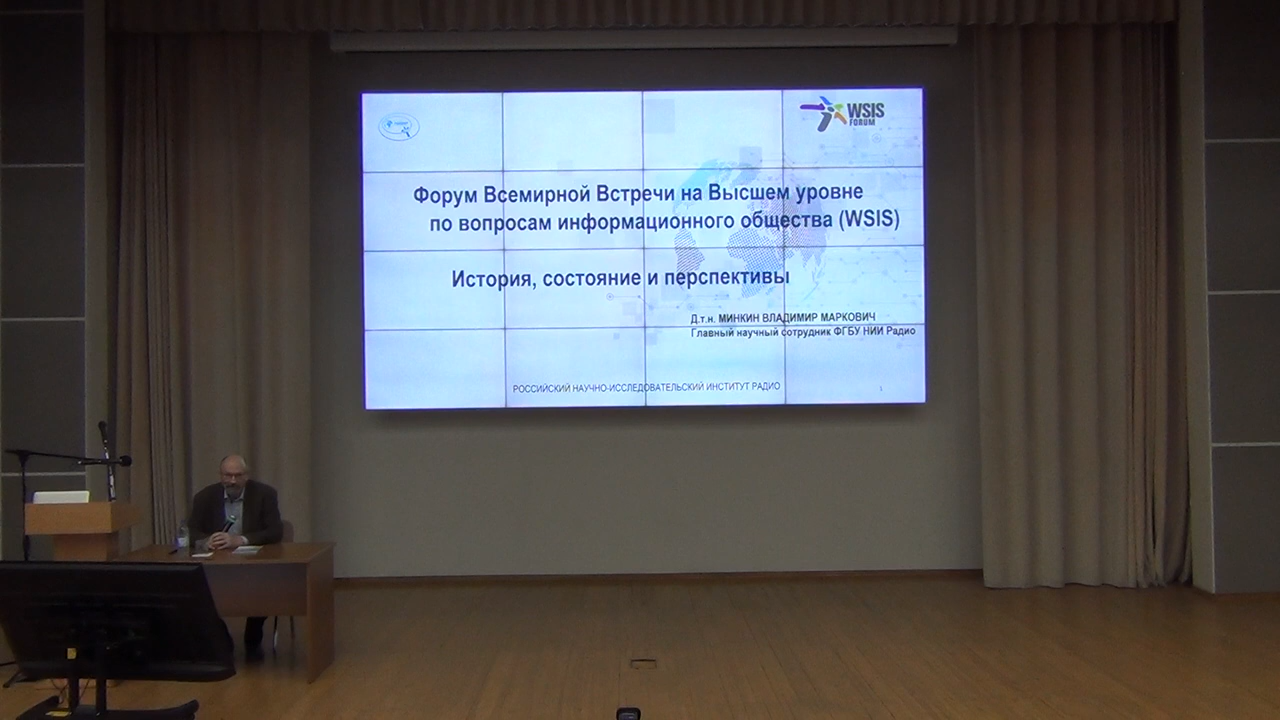 WSIS
FORUM
Форум Всемирной Встречи на Высшем уровне
по вопросам информационного общества (WSIS)
История, состояние и перспективы
Д.т.н. МИНКИН ВЛАДИМИР МАРКОВИЧ
Главный научный сотрудник ФГБУ НИИ Радио
РОССИЙСКИЙ НАУЧНО-ИССЛЕДОВАТЕЛЬСКИЙ ИНСТИТУТ РАДИО
1